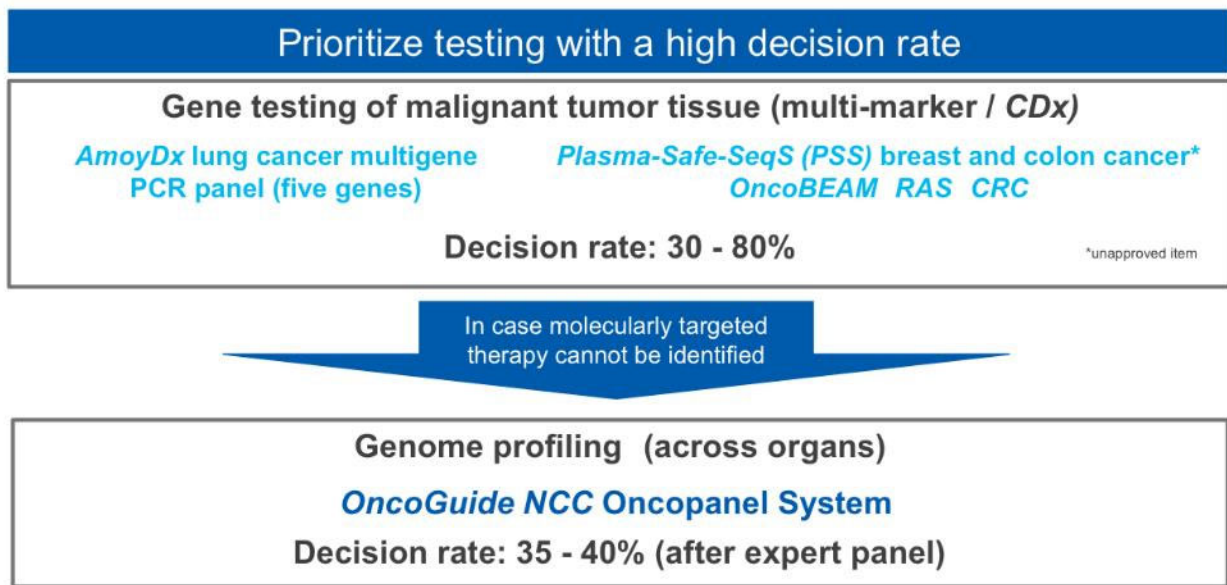 Prioritize testing with a high decision rate
Gene testing of malignant tumor tissue (multi-marker / CDx)
AmoyDx lung cancer multigene
PCR panel (five genes)
Plasma-Safe-SeqS (PSS) breast and colon cancer*
OncoBEAM RAS CRC
Decision rate: 30 - 80%
*unapproved item
In case molecularly targeted
therapy cannot be identified
Genome profiling (across organs)
OncoGuide NCC Oncopanel System
Decision rate: 35 - 40% (after expert panel)